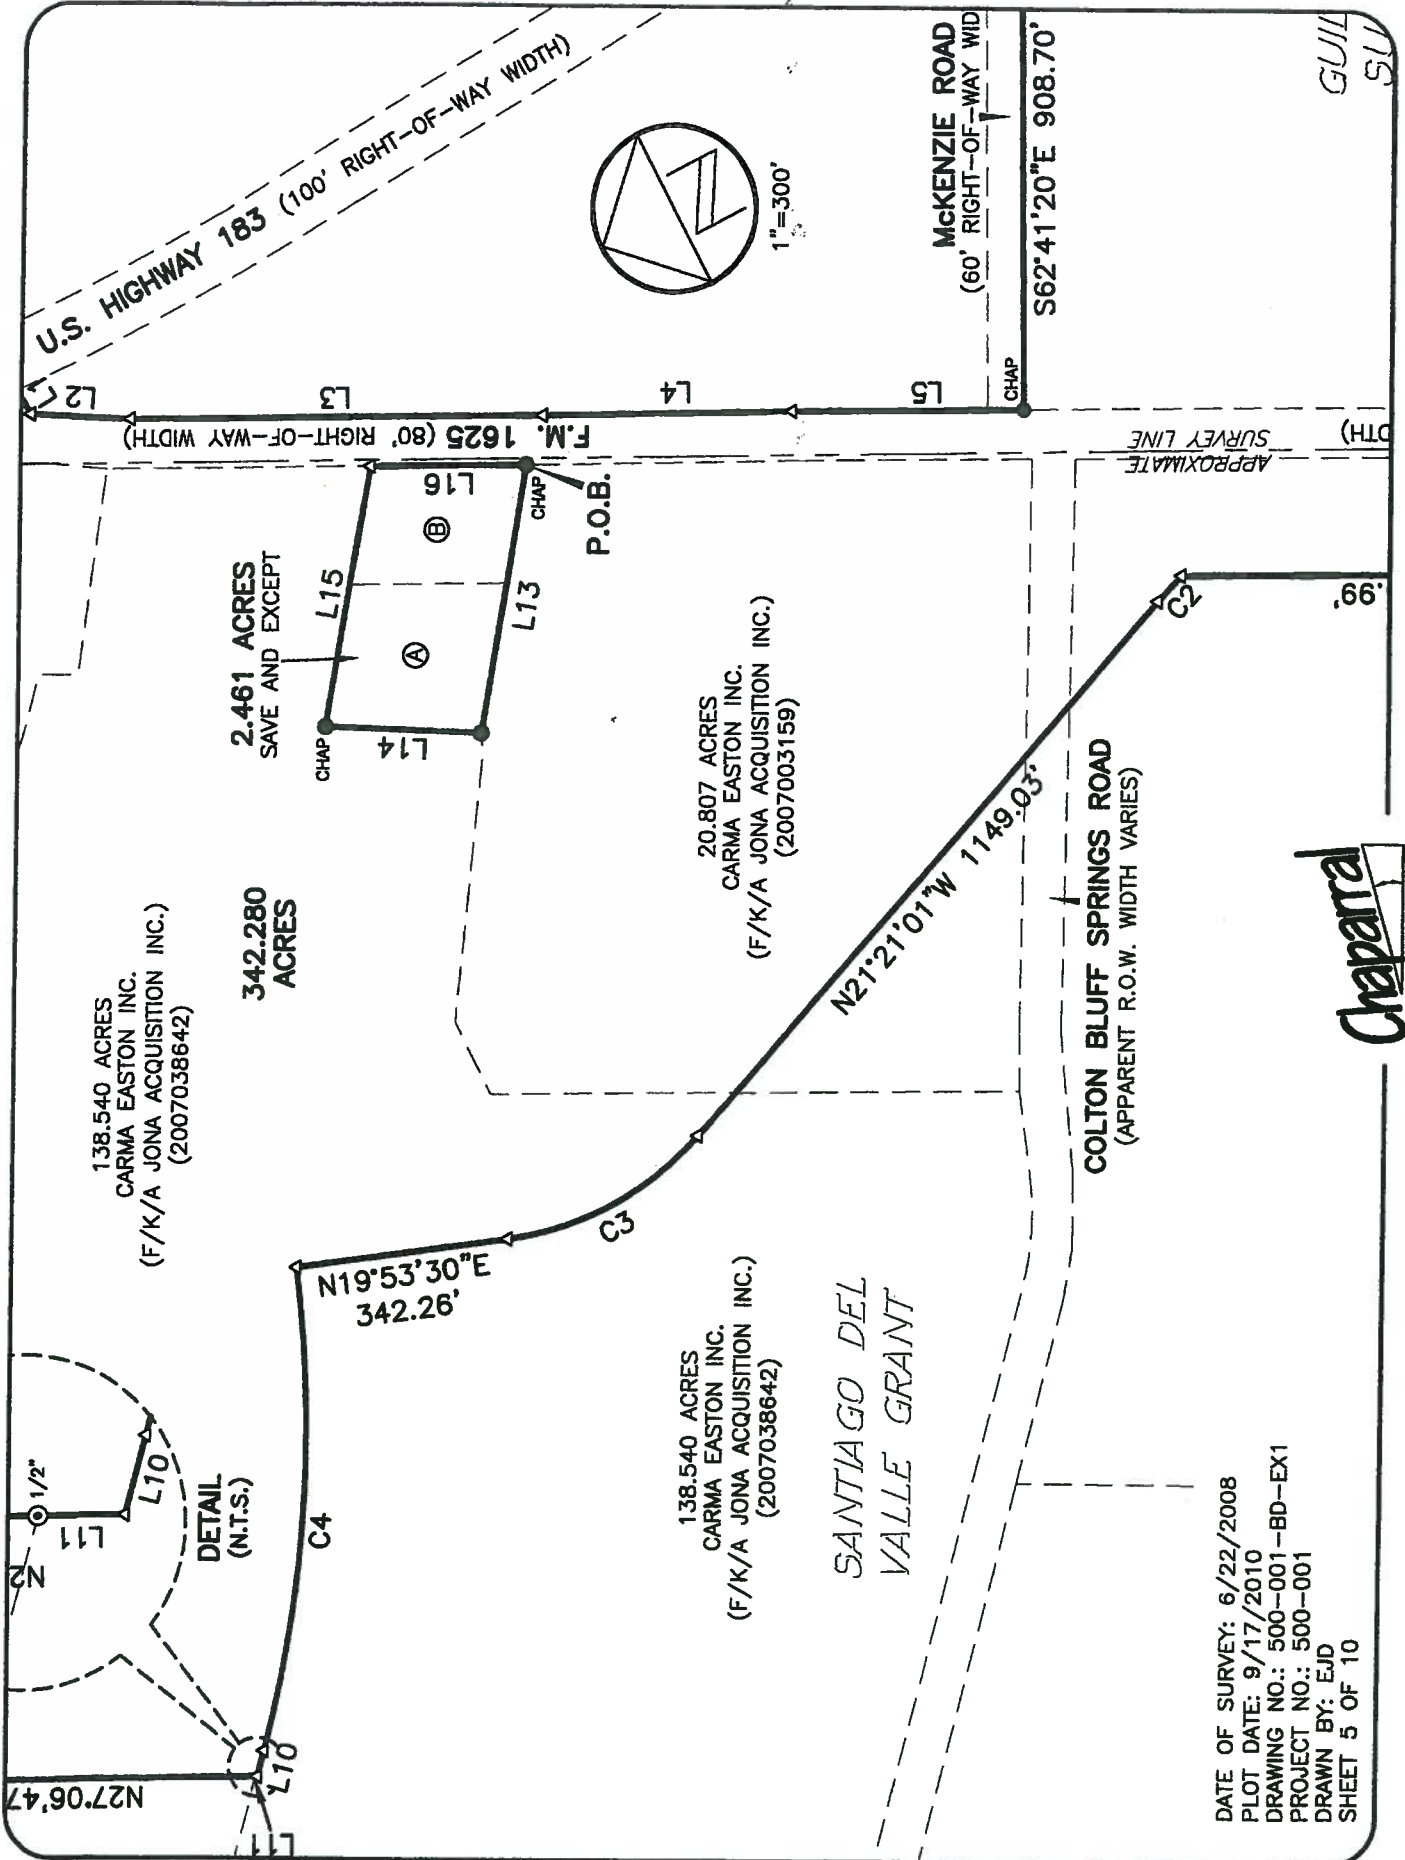 U.S. HIGHWAY 183 (100' RIGHT-OF-WAY WIDTH)
L2
L3
L4
L5
F.M. 1625 (80' RIGHT-OF-WAY WIDTH)
1"=300'
McKENZIE ROAD
(60' RIGHT-OF-WAY WID
S62°41'20"E 908.70'
CHAP
GUIL
SU
APPROXIMATE
SURVEY LINE
DTH)
2.461 ACRES
SAVE AND EXCEPT
L15
L16
L13
L14
A
B
CHAP
CHAP
P.O.B.
20.807 ACRES
CARMA EASTON INC.
(F/K/A JONA ACQUISITION INC.)
(2007003159)
C2
.99'
N21°21'01"W 1149.03'
COLTON BLUFF SPRINGS ROAD
(APPARENT R.O.W. WIDTH VARIES)
342.280
ACRES
138.540 ACRES
CARMA EASTON INC.
(F/K/A JONA ACQUISITION INC.)
(2007038642)
C3
N19°53'30"E
342.26'
C4
138.540 ACRES
CARMA EASTON INC.
(F/K/A JONA ACQUISITION INC.)
(2007038642)
SANTIAGO DEL
VALLE GRANT
1/2"
N2
L11
L10
DETAIL
(N.T.S.)
L10
L11
N27°06'47
Chaparral
DATE OF SURVEY: 6/22/2008
PLOT DATE: 9/17/2010
DRAWING NO.: 500-001-BD-EX1
PROJECT NO.: 500-001
DRAWN BY: EJD
SHEET 5 OF 10